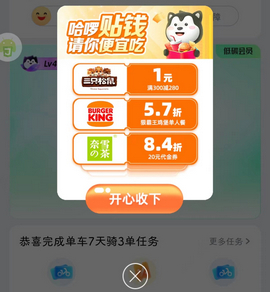 哈啰贴钱
请你便宜吃
Lv4
三只松鼠
1元
满300减280
BURGER
KING
5.7折
狠霸王鸡堡单人餐
奈雪
の茶
8.4折
20元代金券
开心收下
恭喜完成单车7天骑3单任务
更多任务 >